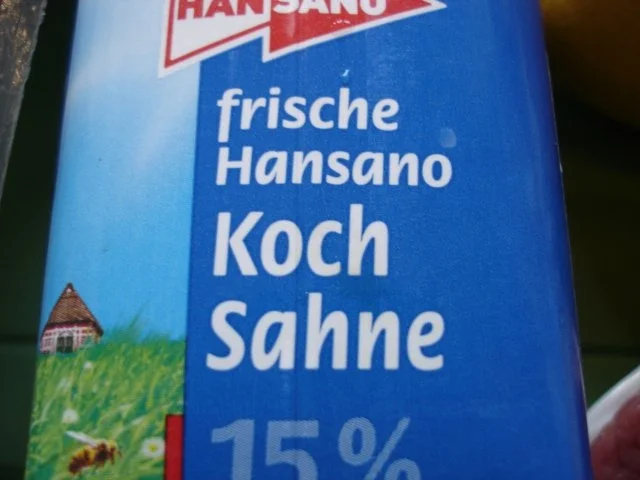 HANSANO
frische
Hansano
Koch
Sahne
15%